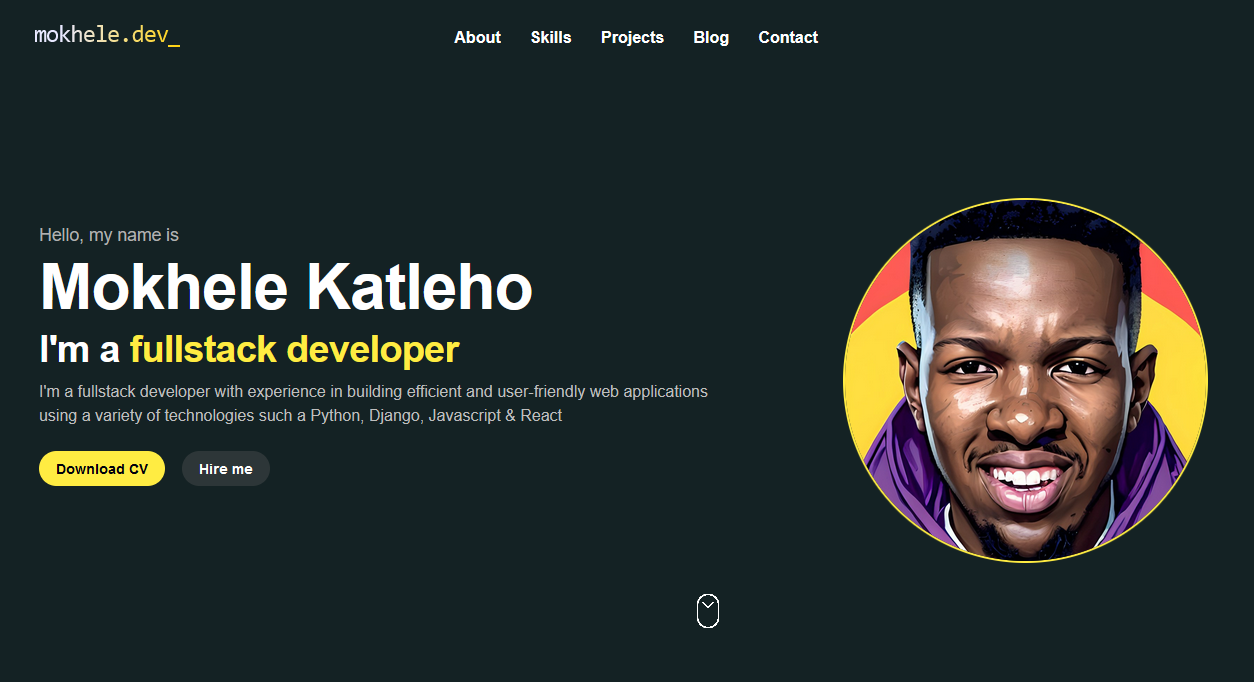 mokhele.dev_
About Skills Projects Blog Contact
Hello, my name is
Mokhele Katleho
I'm a fullstack developer
I'm a fullstack developer with experience in building efficient and user-friendly web applications
using a variety of technologies such a Python, Django, Javascript & React
Download CV Hire me